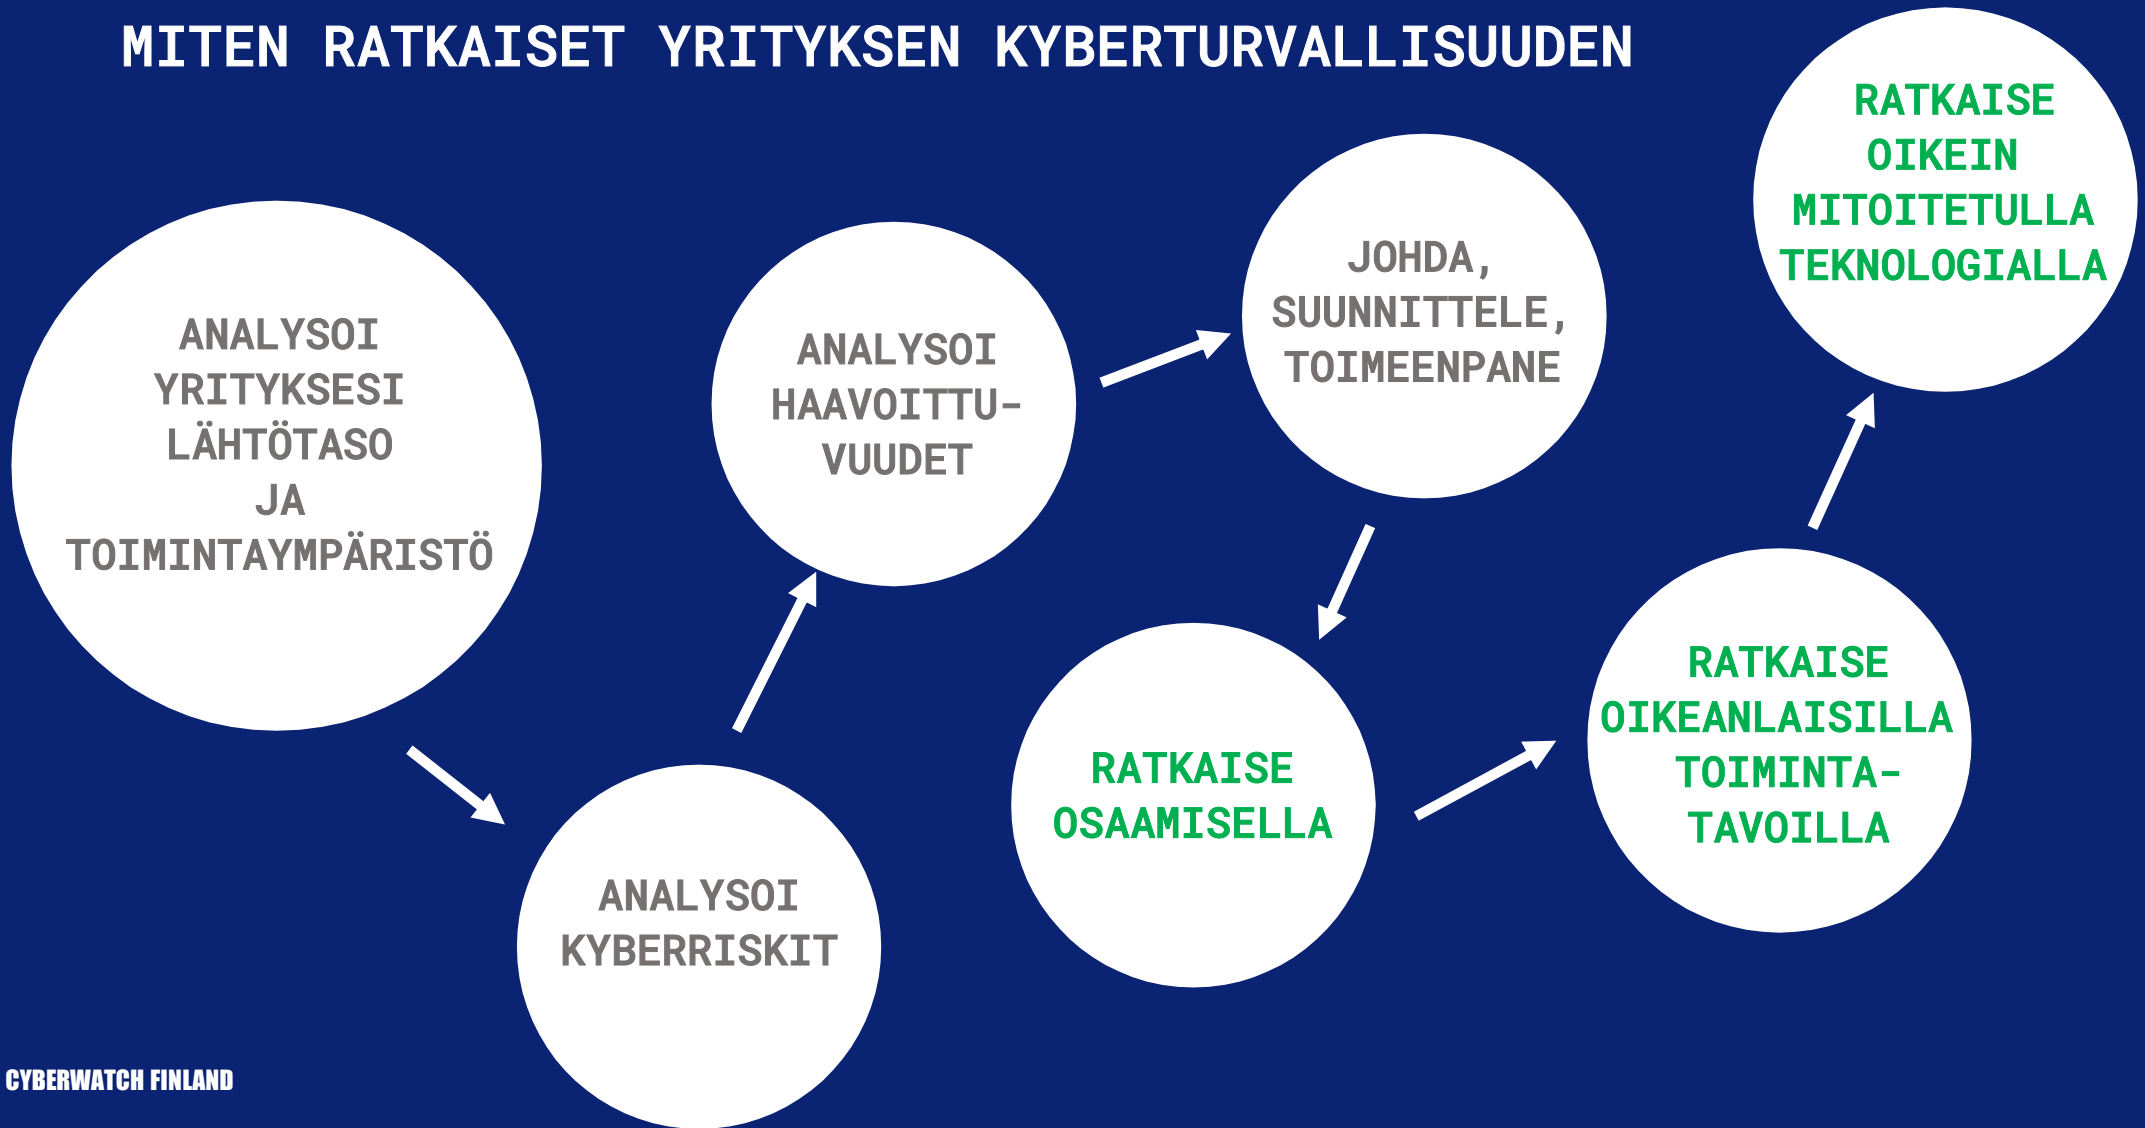 MITEN RATKAISET YRITYKSEN KYBERTURVALLISUUDEN
ANALYSOI
YRITYKSESI
LÄHTÖTASO
JA
TOIMINTAYMPÄRISTÖ
ANALYSOI
KYBERRISKIT
ANALYSOI
HAAVOITTU-
VUUDET
JOHDA,
SUUNNITTELE,
TOIMEENPANE
RATKAISE
OSAAMISELLA
RATKAISE
OIKEANLAISILLA
TOIMINTA-
TAVOILLA
RATKAISE
OIKEIN
MITOITETULLA
TEKNOLOGIALLA
CYBERWATCH FINLAND